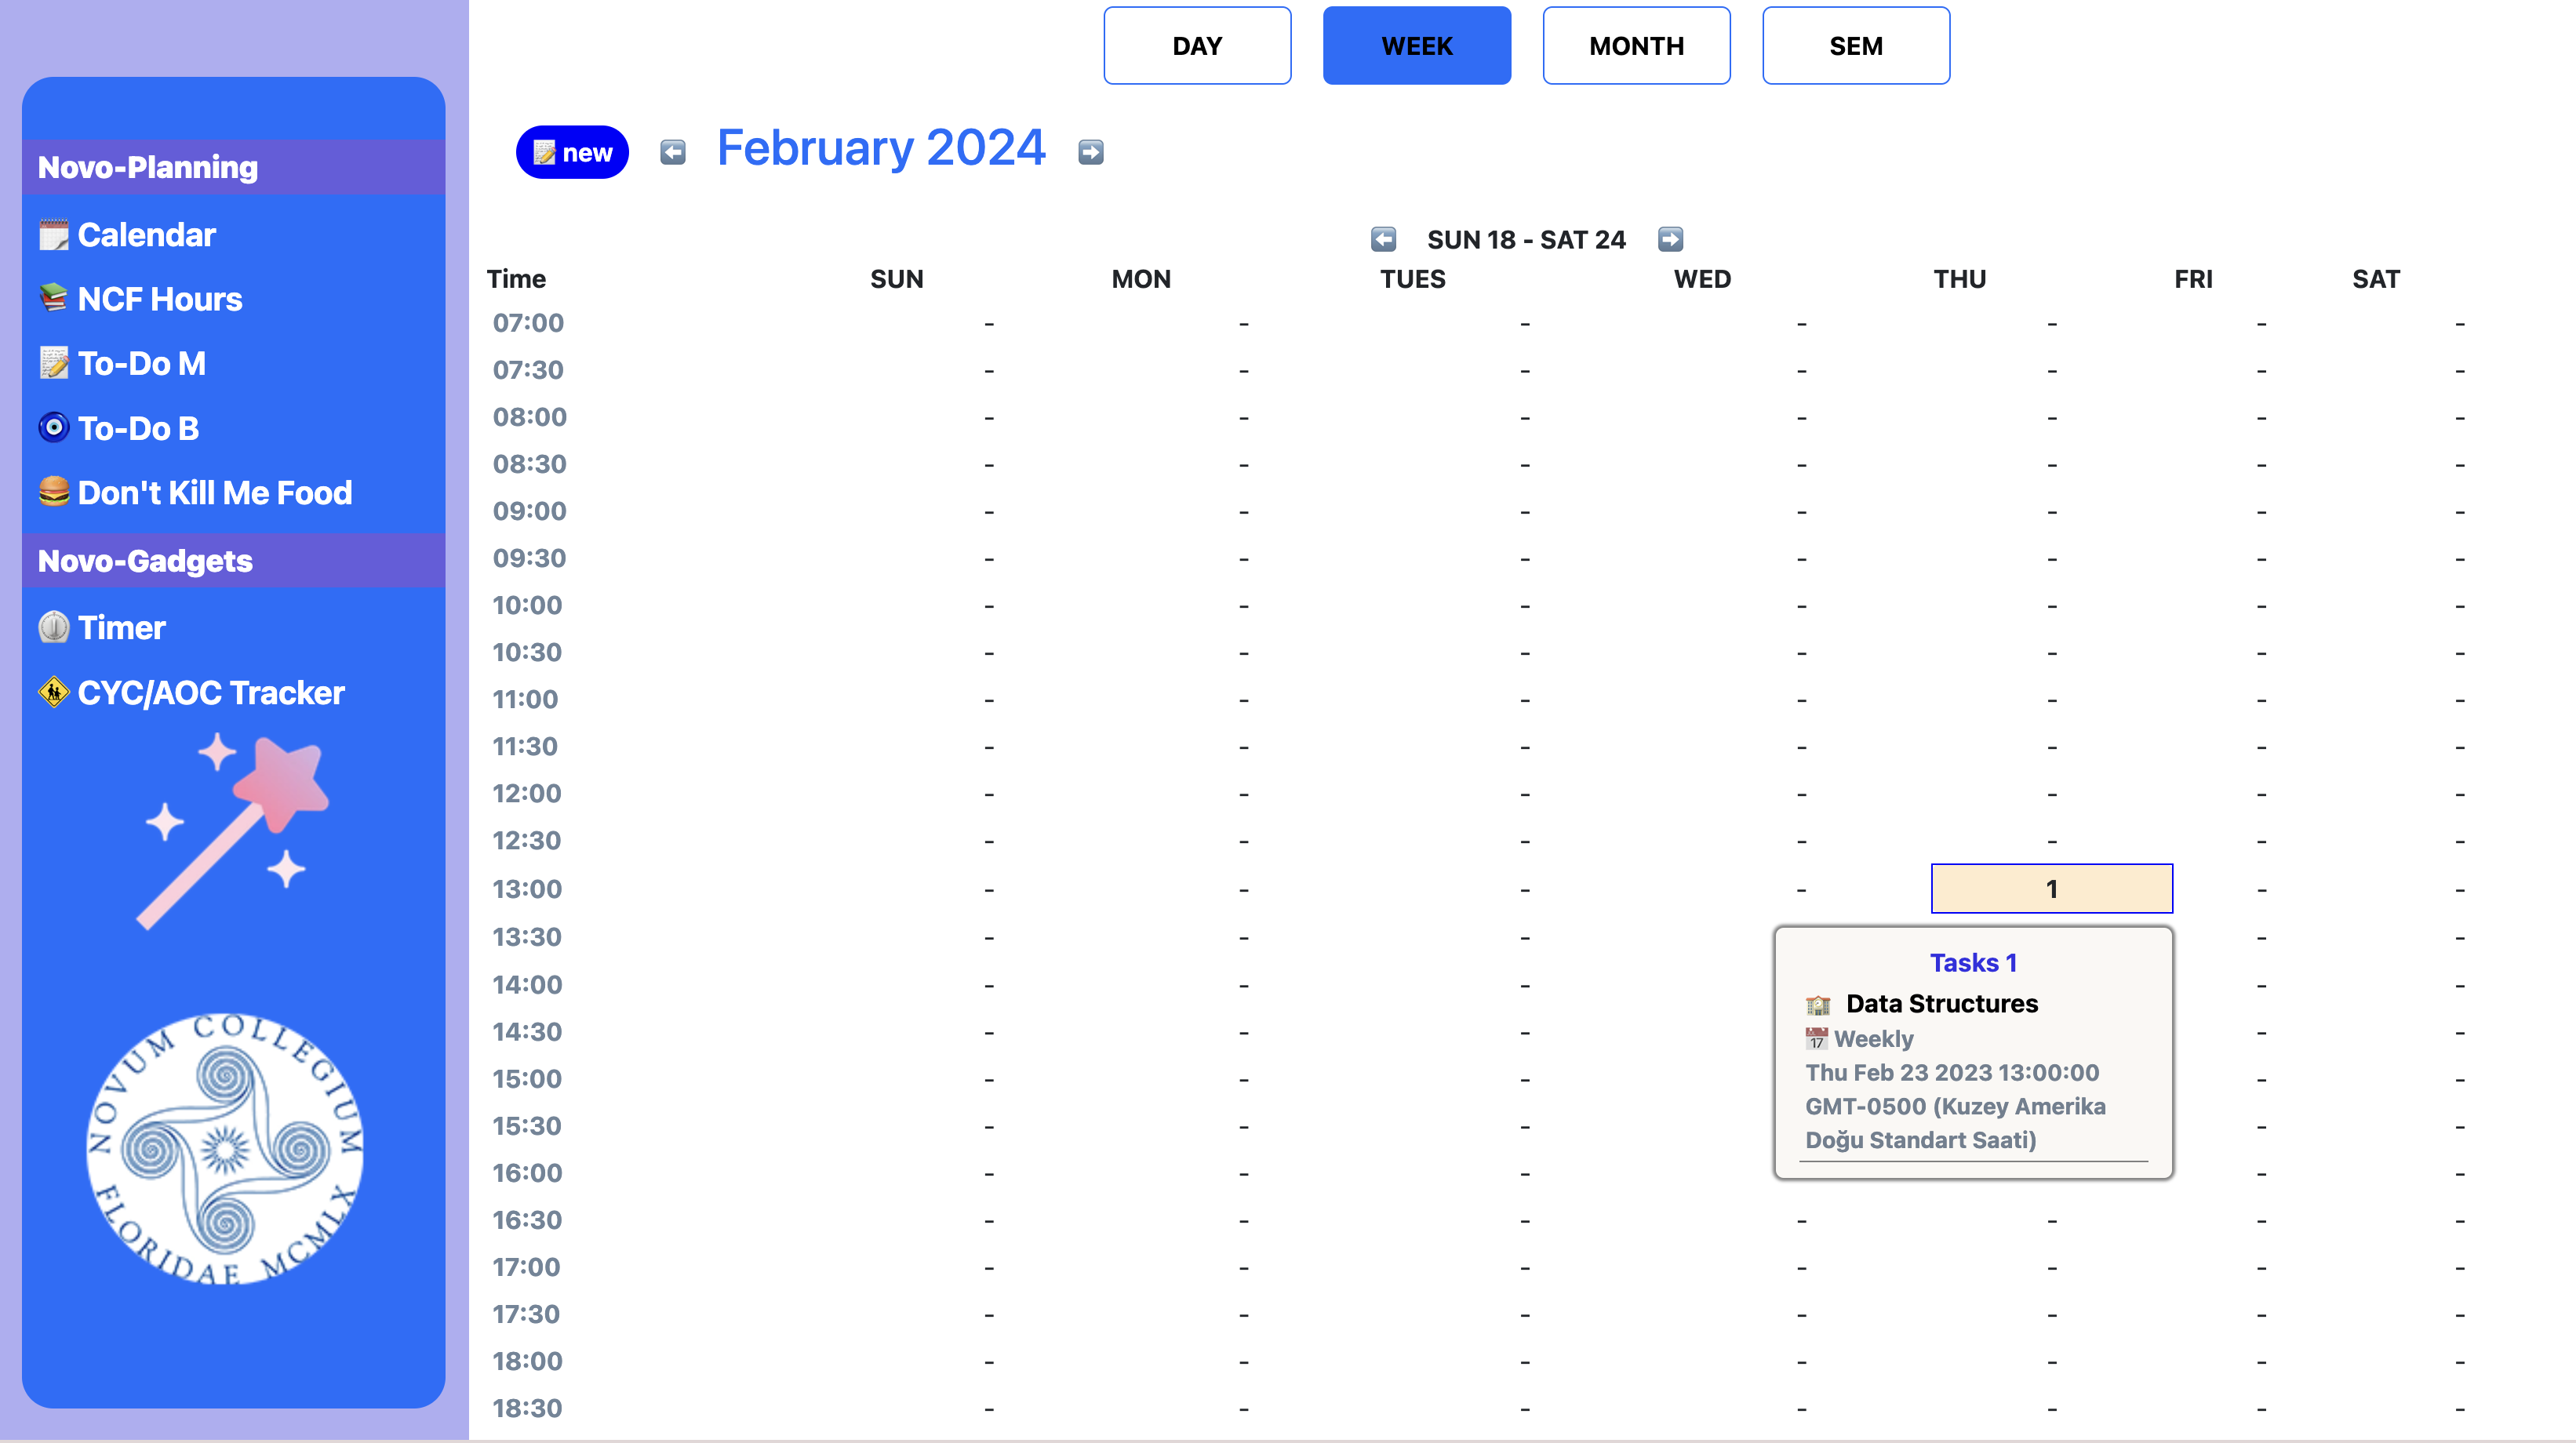 DAY WEEK MONTH SEM
new February 2024
Novo-Planning
Calendar
NCF Hours
To-Do M
To-Do B
Don't Kill Me Food
Novo-Gadgets
Timer
CYC/AOC Tracker
NOVUM COLLEGIUM
FLORIDAE MCMLX
SUN 18 - SAT 24
Time SUN MON TUES WED THU FRI SAT
07:00 - - - - - - -
07:30 - - - - - - -
08:00 - - - - - - -
08:30 - - - - - - -
09:00 - - - - - - -
09:30 - - - - - - -
10:00 - - - - - - -
10:30 - - - - - - -
11:00 - - - - - - -
11:30 - - - - - - -
12:00 - - - - - - -
12:30 - - - - - - -
13:00 - - - - 1 - -
13:30 - - - - -
14:00 - - - - -
14:30 - - - - -
15:00 - - - - -
15:30 - - - - -
16:00 - - - - -
16:30 - - - - - - -
17:00 - - - - - - -
17:30 - - - - - - -
18:00 - - - - - - -
18:30 - - - - - - -
Tasks 1
Data Structures
17 Weekly
Thu Feb 23 2023 13:00:00
GMT-0500 (Kuzey Amerika
Doğu Standart Saati)